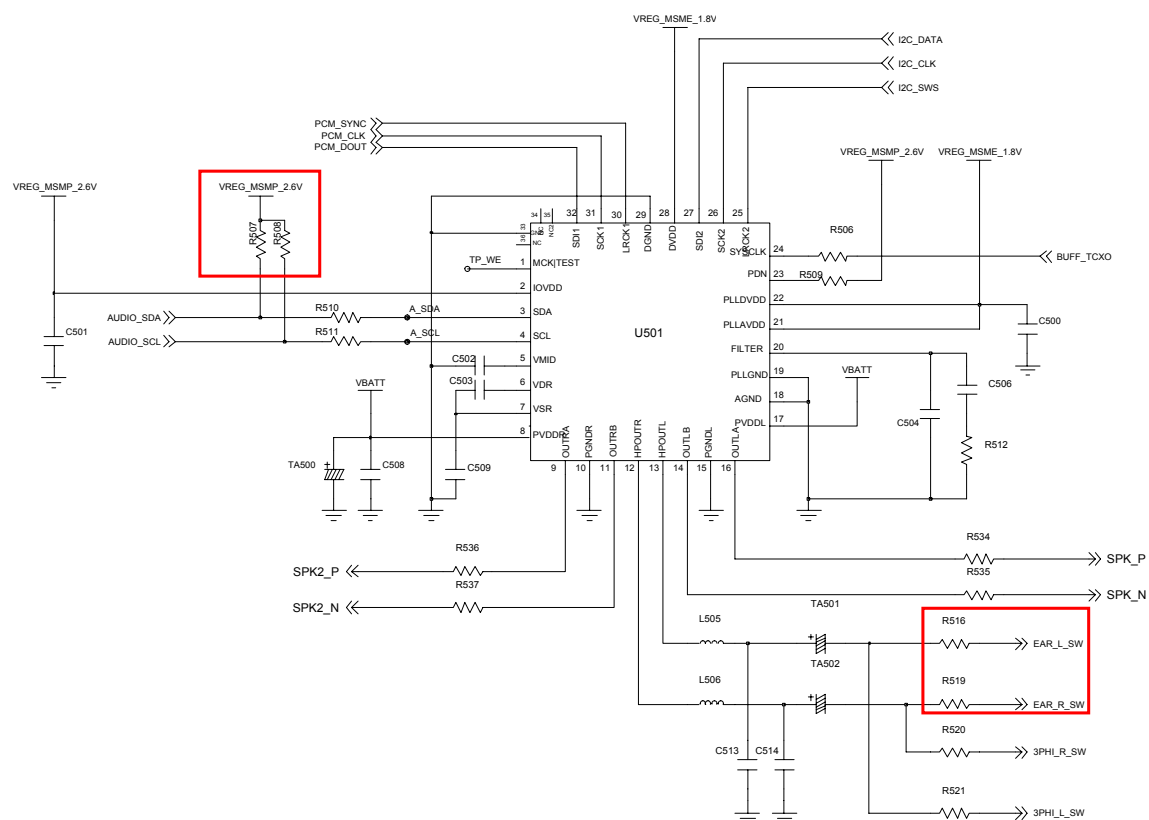 VREG_MSME_1.8V
I2C_DATA
I2C_CLK
I2C_SWS
PCM_SYNC
PCM_CLK
PCM_DOUT
VREG_MSMP_2.6V
VREG_MSME_1.8V
VREG_MSMP_2.6V
VREG_MSMP_2.6V
R507
R508
34
35
32
31
30
29
28
27
26
25
33
36
GND
NC
NC2
NC
SDI1
SCK1
LRCK1
DGND
DVDD
SDI2
SCK2
LRCK2
SYSCLK
24
R506
BUFF_TCXO
TP_WE
1
MCK|TEST
PDN
23
R509
2
IOVDD
PLLDVDD
22
C501
AUDIO_SDA
R510
A_SDA
3
SDA
PLLAVDD
21
C500
AUDIO_SCL
R511
A_SCL
4
SCL
U501
FILTER
20
C502
5
VMID
PLLGND
19
VBATT
C506
VBATT
C503
6
VDR
AGND
18
7
VSR
PVDDL
17
C504
8
PVDDR
R512
OUTRA
PGNDR
OUTRB
HPOUTR
HPOUTL
OUTLB
PGNDL
OUTLA
9
10
11
12
13
14
15
16
TA500
+
C508
C509
R534
SPK_P
R536
SPK2_P
R535
SPK_N
R537
SPK2_N
TA501
L505
+
R516
EAR_L_SW
TA502
L506
+
R519
EAR_R_SW
R520
3PHI_R_SW
C513
C514
R521
3PHI_L_SW